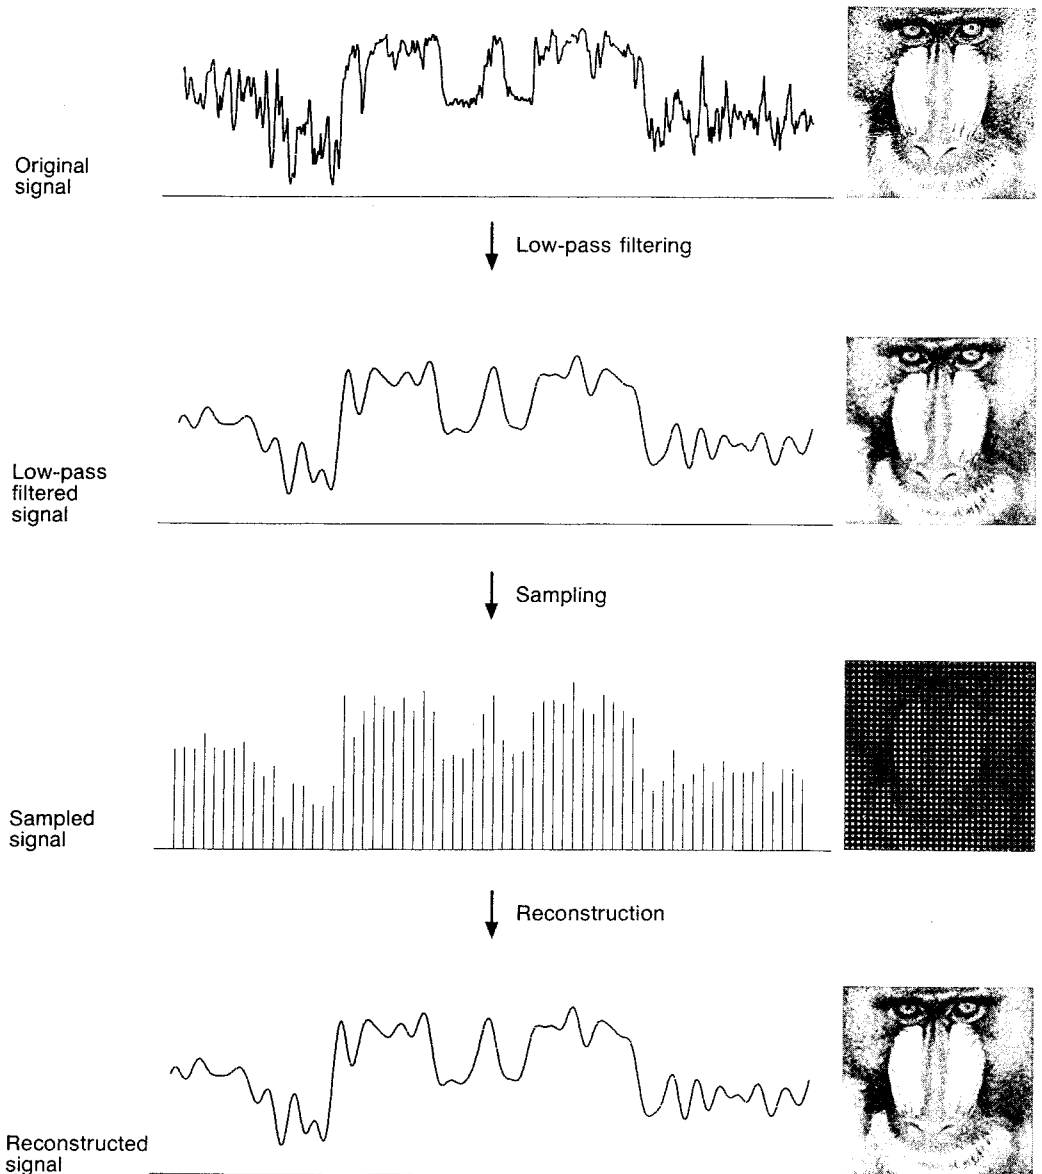 Original
signal
Low-pass filtering
Low-pass
filtered
signal
Sampling
Sampled
signal
Reconstruction
Reconstructed
signal